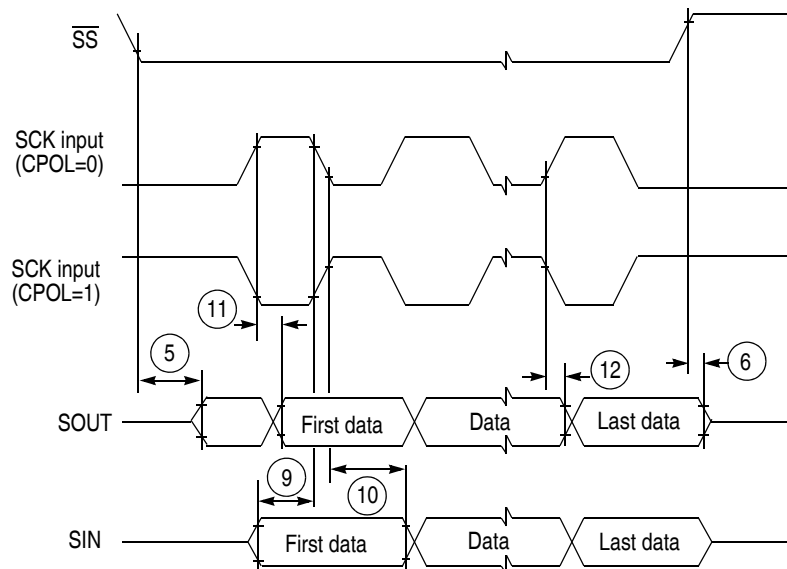 SS
SCK input
(CPOL=0)
SCK input
(CPOL=1)
11
5
12
6
SOUT
First data
Data
Last data
9
10
SIN
First data
Data
Last data